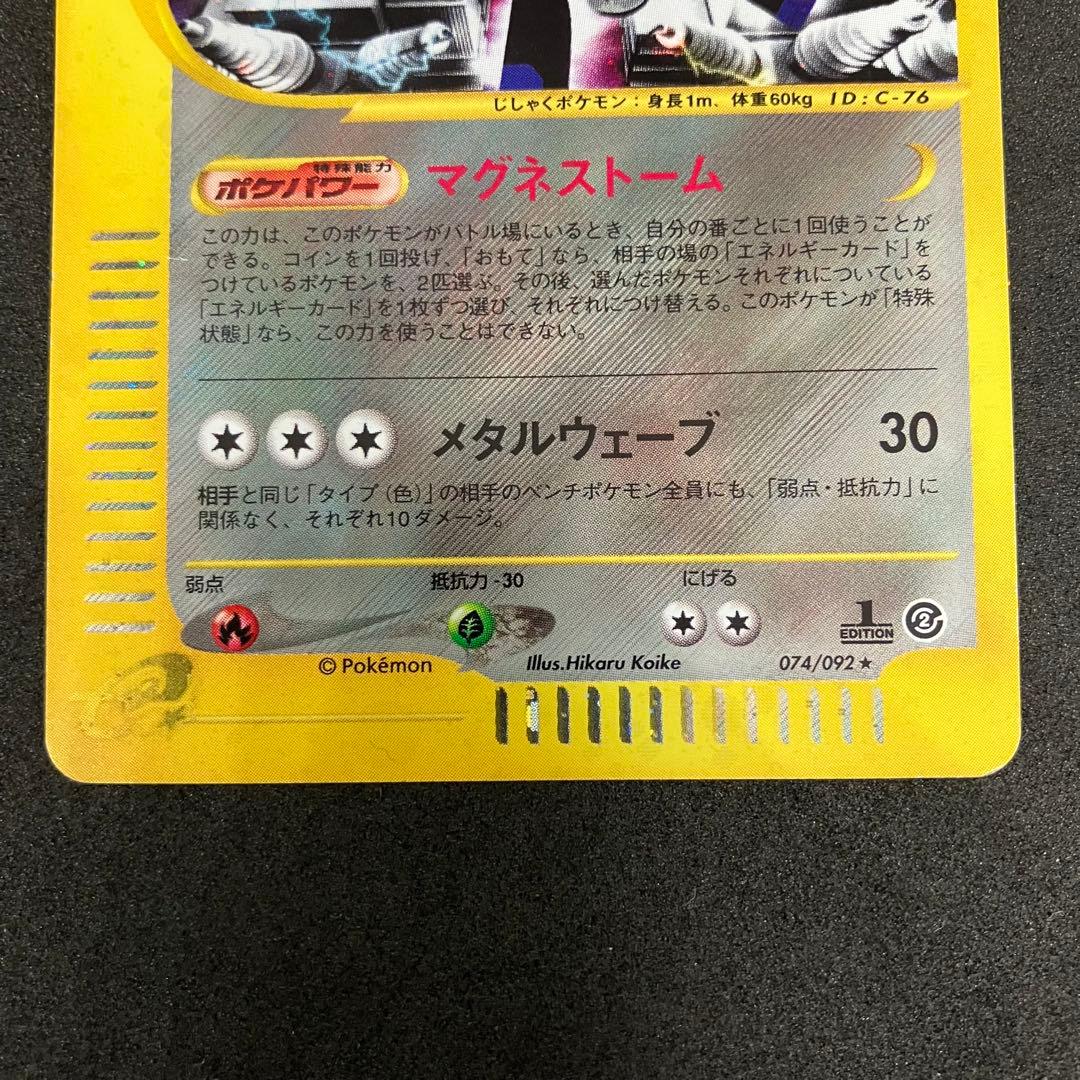 じしゃくポケモン：身長1m、体重60kg ID：C-76
特殊能力
ポケパワー マグネストーム
この力は、このポケモンがバトル場にいるとき、自分の番ごとに1回使うことが
できる。コインを1回投げ、「おもて」なら、相手の場の「エネルギーカード」を
つけているポケモンを、2匹選ぶ。その後、選んだポケモンそれぞれについている
「エネルギーカード」を1枚ずつ選び、それぞれにつけ替える。このポケモンが「特殊
状態」なら、この力を使うことはできない。
メタルウェーブ 30
相手と同じ「タイプ（色）」の相手のベンチポケモン全員にも、「弱点・抵抗力」に
関係なく、それぞれ10ダメージ。
弱点 抵抗力 -30 にげる
1 EDITION 2
© Pokémon Illus.Hikaru Koike 074/092★